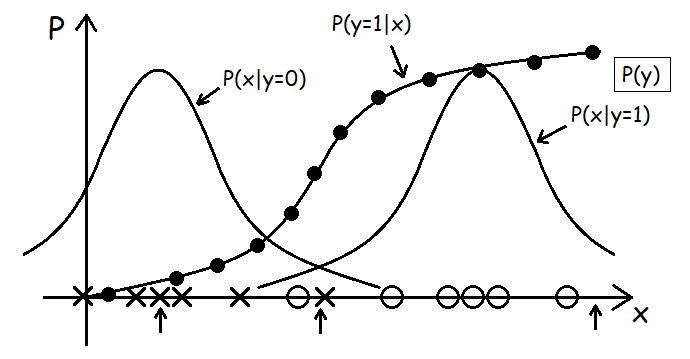 P
P(y=1|x)
P(x|y=0)
P(y)
P(x|y=1)
x